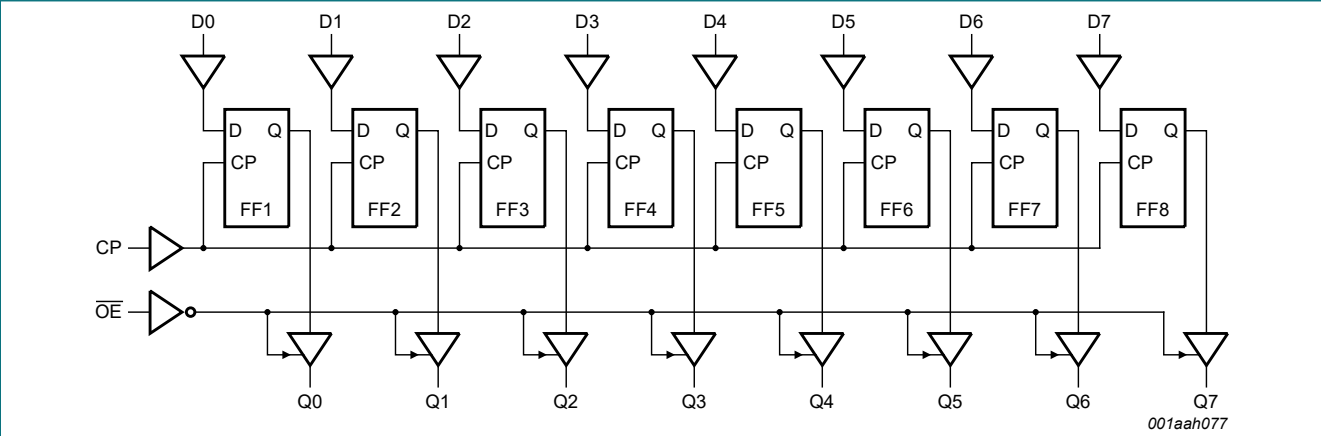 D0 D1 D2 D3 D4 D5 D6 D7
D Q D Q D Q D Q D Q D Q D Q D Q
CP CP CP CP CP CP CP CP
FF1 FF2 FF3 FF4 FF5 FF6 FF7 FF8
CP
O̅E̅
Q0 Q1 Q2 Q3 Q4 Q5 Q6 Q7
001aah077